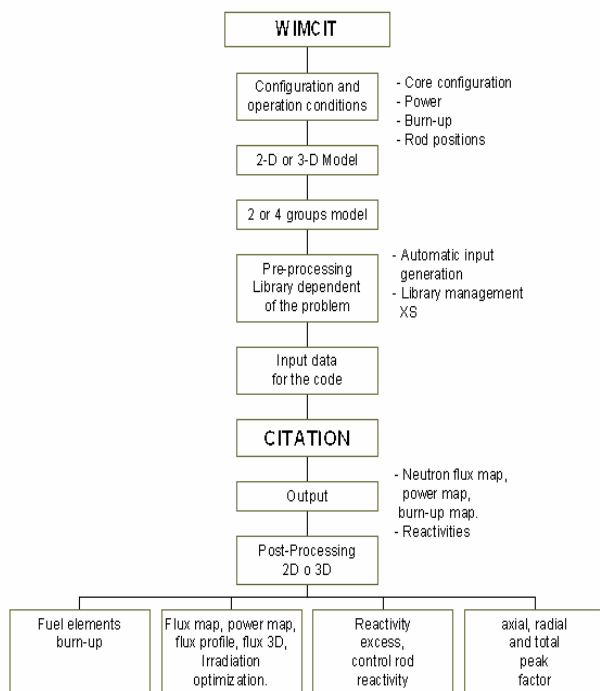 WIMCIT
Configuration and
operation conditions
- Core configuration
- Power
- Burn-up
- Rod positions
2-D or 3-D Model
2 or 4 groups model
Pre-processing
Library dependent
of the problem
- Automatic input
generation
- Library management
XS
Input data
for the code
CITATION
Output
- Neutron flux map,
power map,
burn-up map.
- Reactivities
Post-Processing
2D o 3D
Fuel elements
burn-up
Flux map, power map,
flux profile, flux 3D,
Irradiation
optimization.
Reactivity
excess,
control rod
reactivity
axial, radial
and total
peak
factor